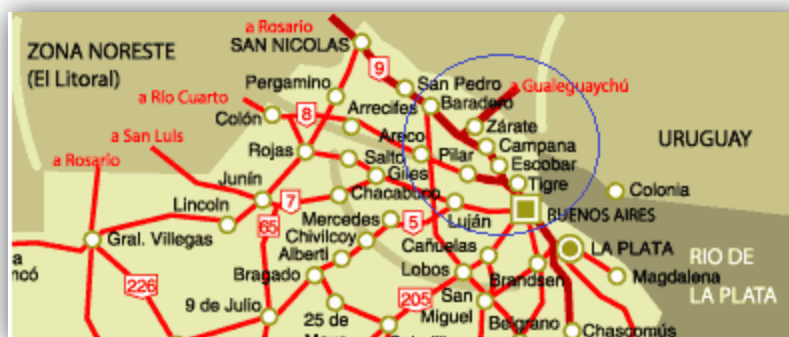 a Rosario
ZONA NORESTE
(El Litoral)
SAN NICOLAS
9
Pergamino
San Pedro
a Gualeguaychú
a Río Cuarto
Arrecifes
Baradero
8
Colón
Zárate
a San Luis
Areco
Campana
URUGUAY
a Rosario
Rojas
Salto
Pilar
Escobar
Giles
Tigre
Junín
Colonia
Chacabuco
7
Lincoln
Mercedes
5
Luján
BUENOS AIRES
65
Chivilcoy
Gral. Villegas
Cañuelas
LA PLATA
Alberti
RIO DE
LA PLATA
Bragado
Lobos
Brandsen
Magdalena
226
205
9 de Julio
San
Miguel
25 de
Belgrano
Chascomús